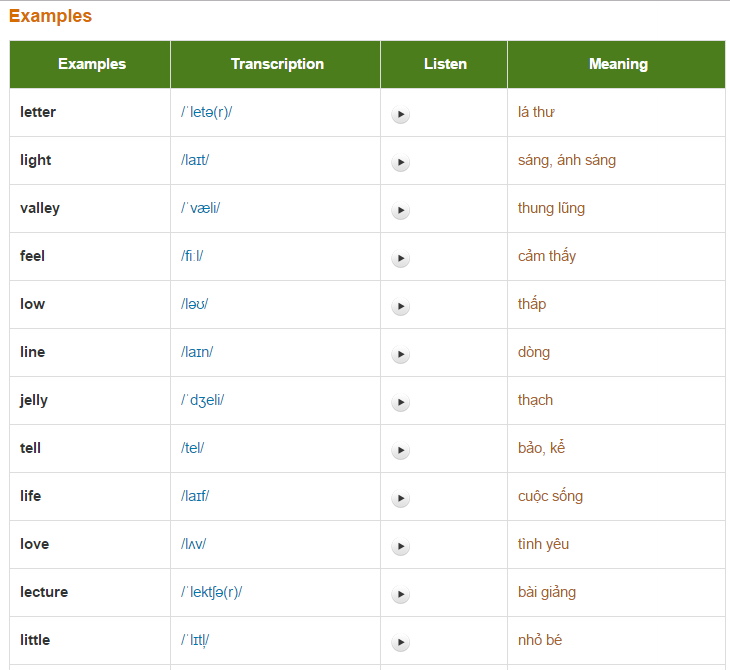 Examples
Examples Transcription Listen Meaning
letter /ˈletə(r)/ lá thư
light /laɪt/ sáng, ánh sáng
valley /ˈvæli/ thung lũng
feel /fiːl/ cảm thấy
low /ləʊ/ thấp
line /laɪn/ dòng
jelly /ˈdʒeli/ thạch
tell /tel/ bảo, kể
life /laɪf/ cuộc sống
love /lʌv/ tình yêu
lecture /ˈlektʃə(r)/ bài giảng
little /ˈlɪtl̩/ nhỏ bé